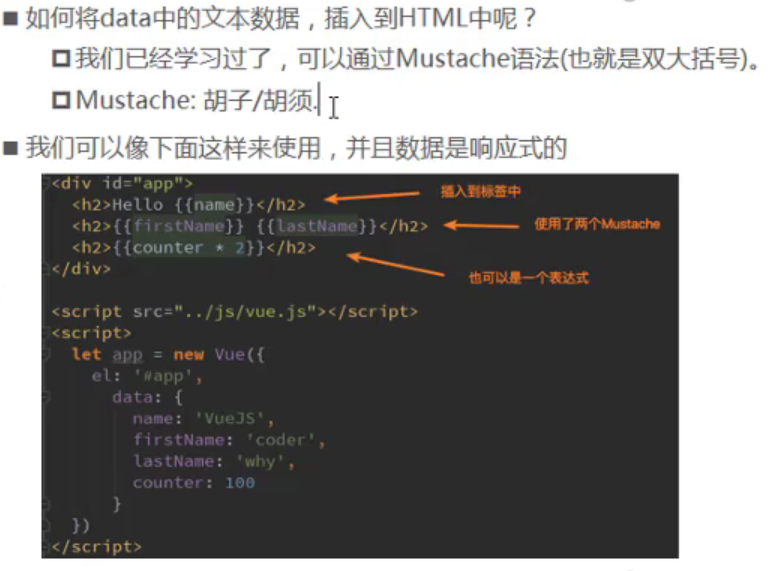 如何将data中的文本数据，插入到HTML中呢？
我们已经学习过了，可以通过Mustache语法(也就是双大括号)。
Mustache: 胡子/胡须.
我们可以像下面这样来使用，并且数据是响应式的
<div id="app">
<h2>Hello {{name}}</h2>
插入到标签中
<h2>{{firstName}} {{lastName}}</h2>
使用了两个Mustache
<h2>{{counter * 2}}</h2>
也可以是一个表达式
</div>
<script src="../js/vue.js"></script>
<script>
let app = new Vue({
el: '#app',
data: {
name: 'VueJS',
firstName: 'coder',
lastName: 'why',
counter: 100
}
})
</script>